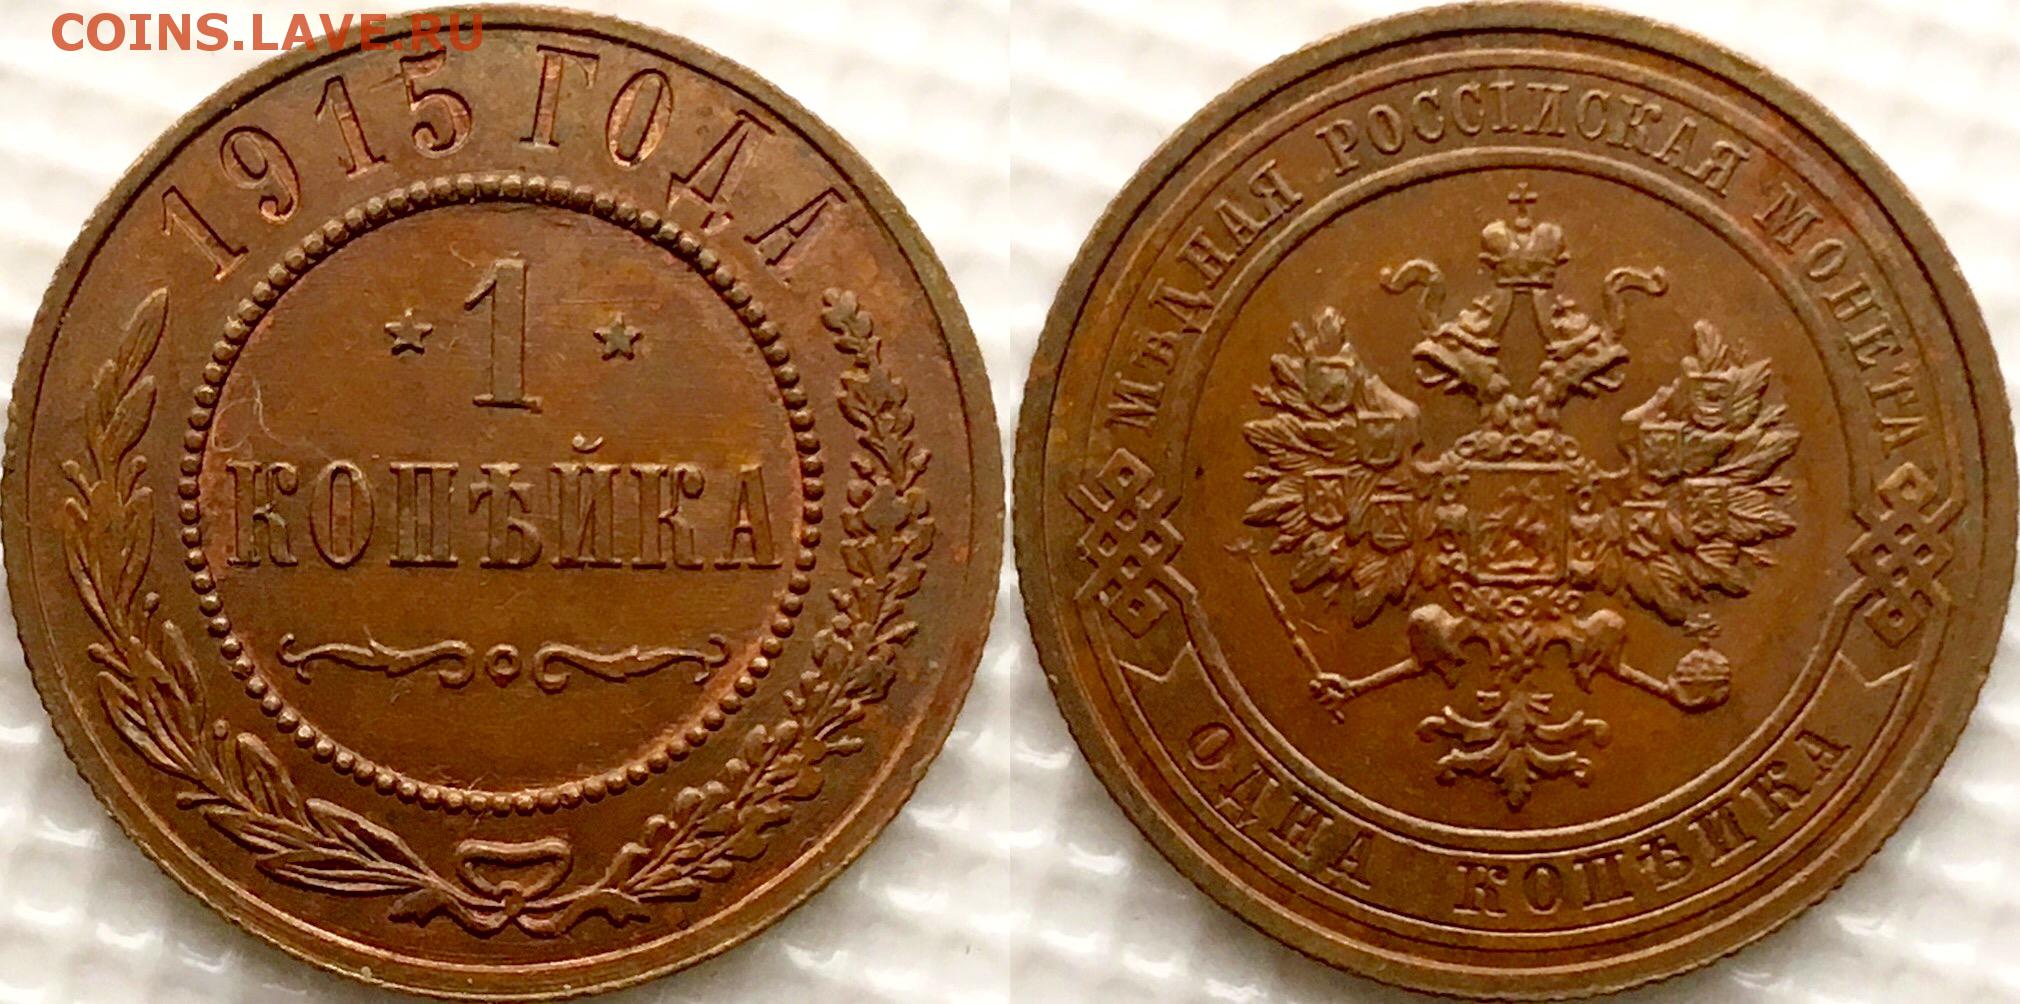 COINS.LAVE.RU
1915 ГОДА
★ 1 ★
КОПѢЙКА
МѢДНАЯ РОССІЙСКАЯ МОНЕТА
ОДНА КОПѢЙКА